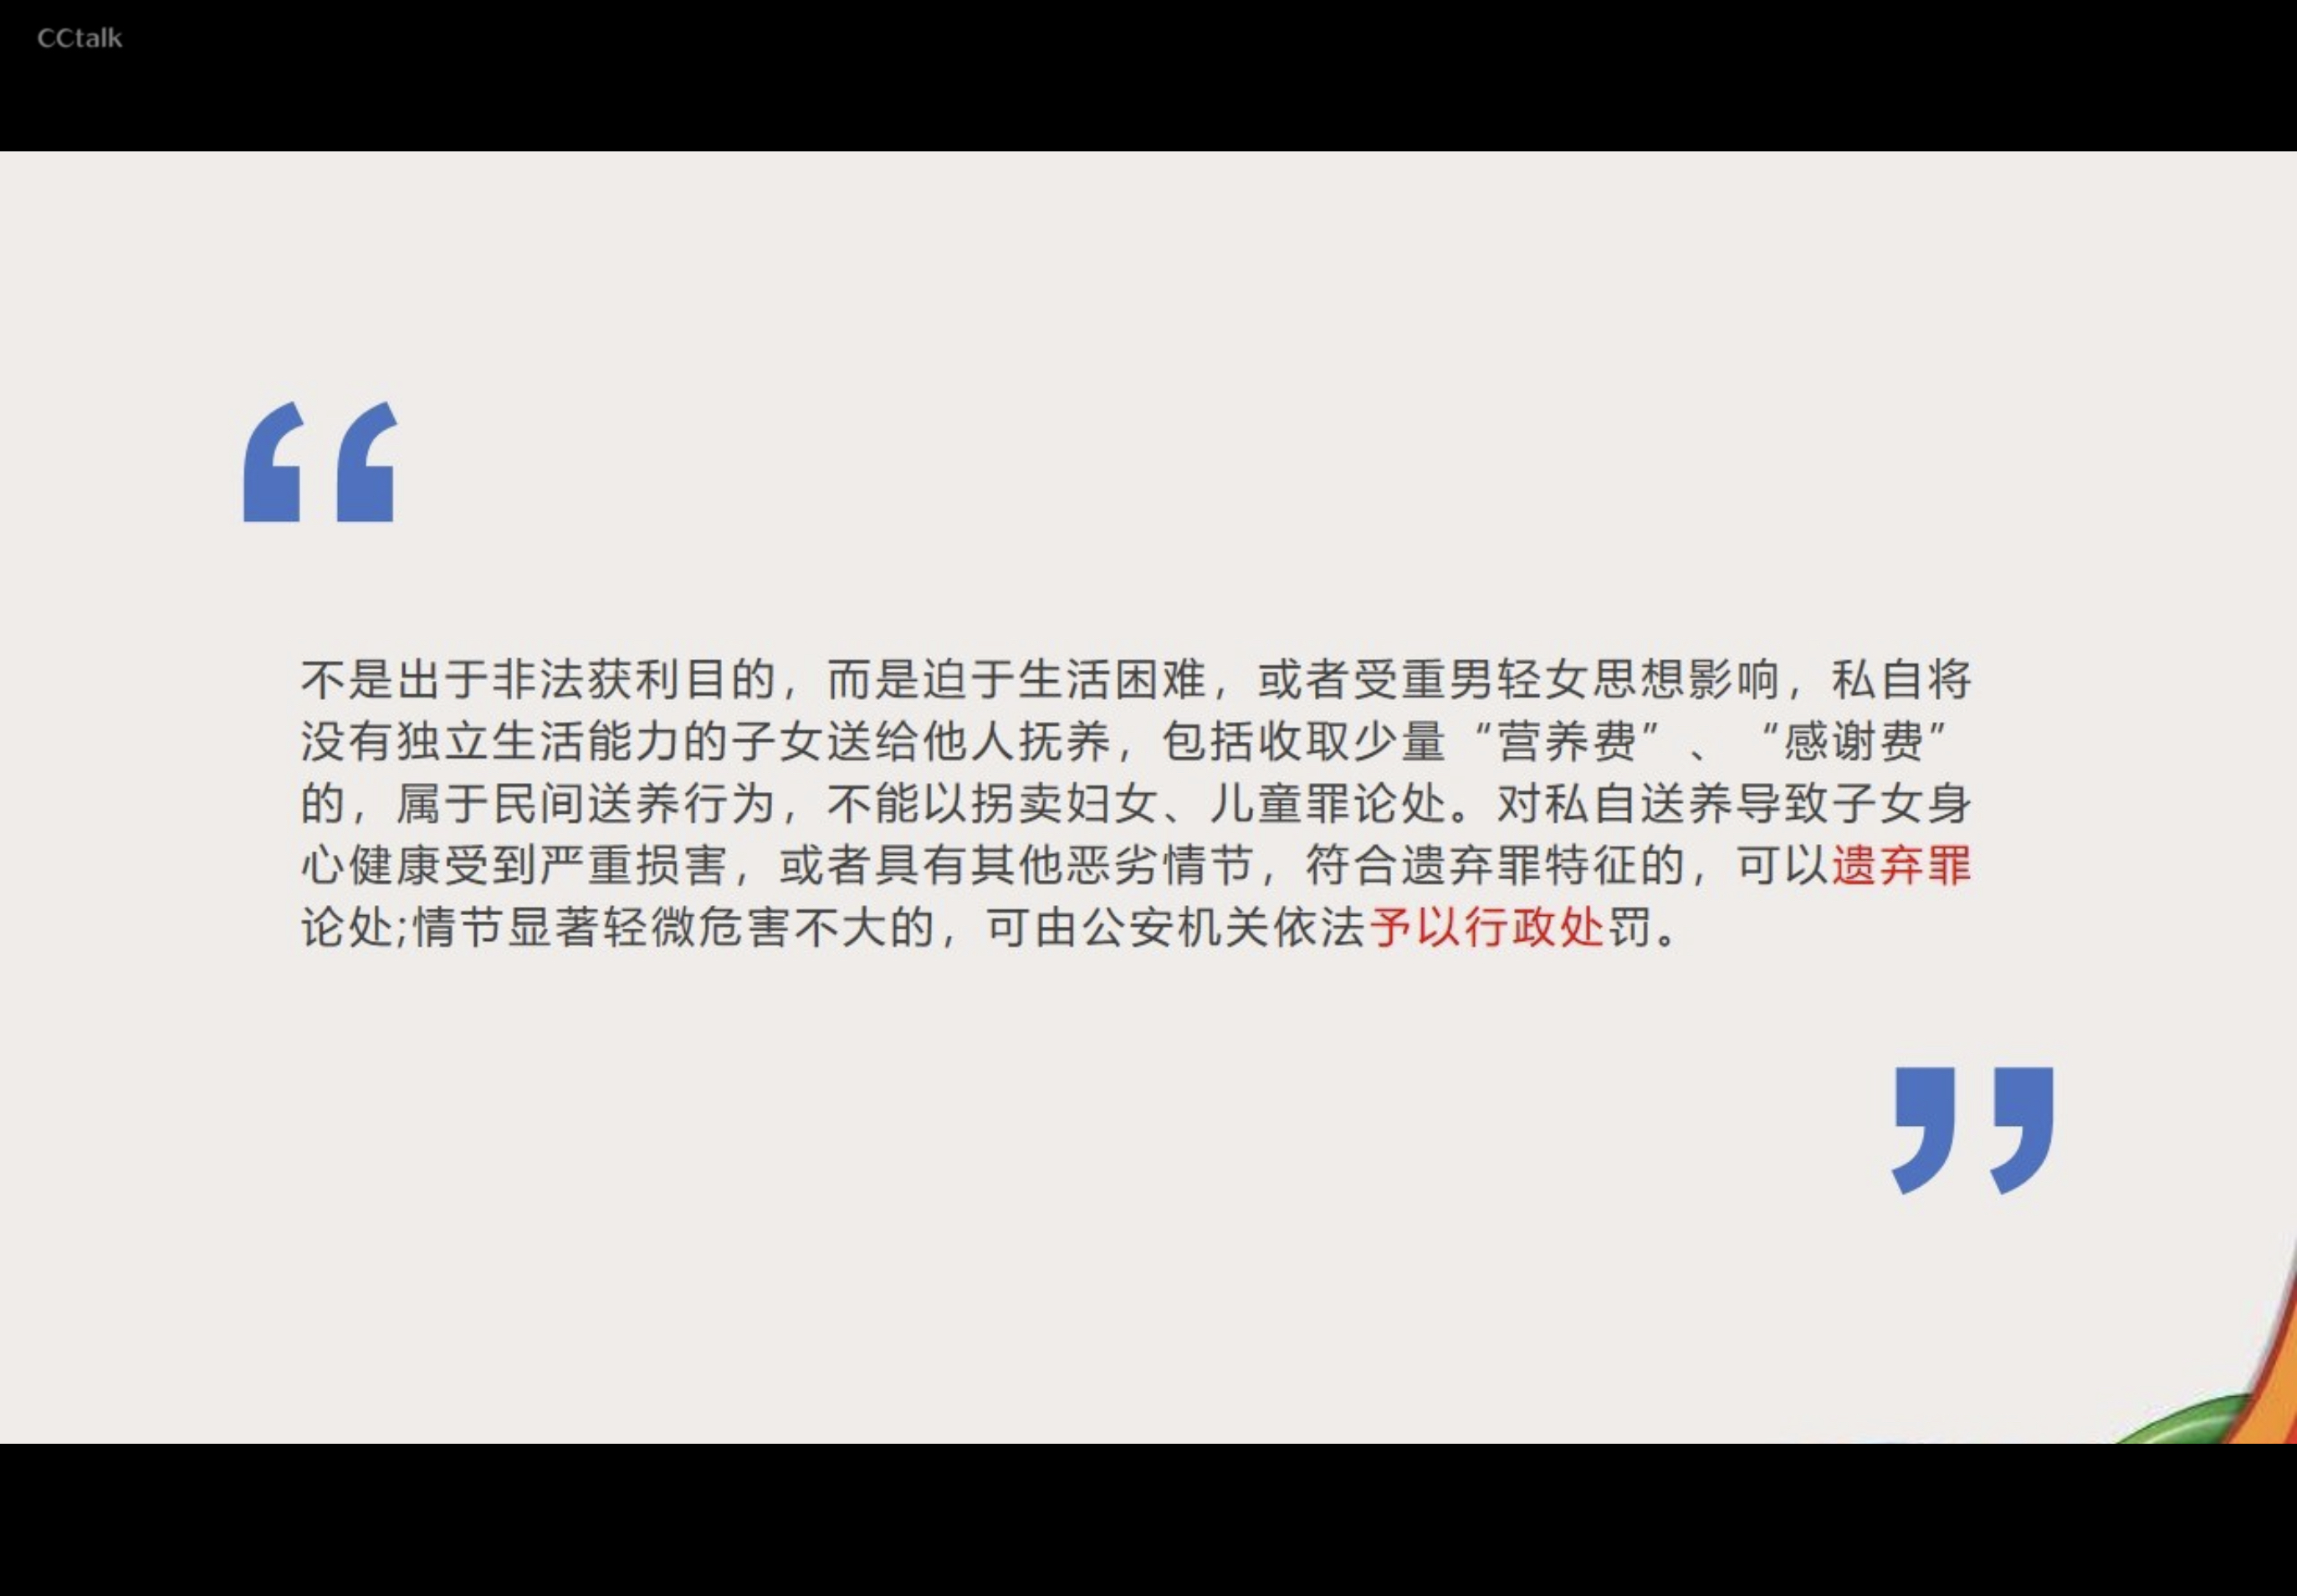 CCtalk
不是出于非法获利目的，而是迫于生活困难，或者受重男轻女思想影响，私自将
没有独立生活能力的子女送给他人抚养，包括收取少量“营养费”、“感谢费”
的，属于民间送养行为，不能以拐卖妇女、儿童罪论处。对私自送养导致子女身
心健康受到严重损害，或者具有其他恶劣情节，符合遗弃罪特征的，可以遗弃罪
论处;情节显著轻微危害不大的，可由公安机关依法予以行政处罚。